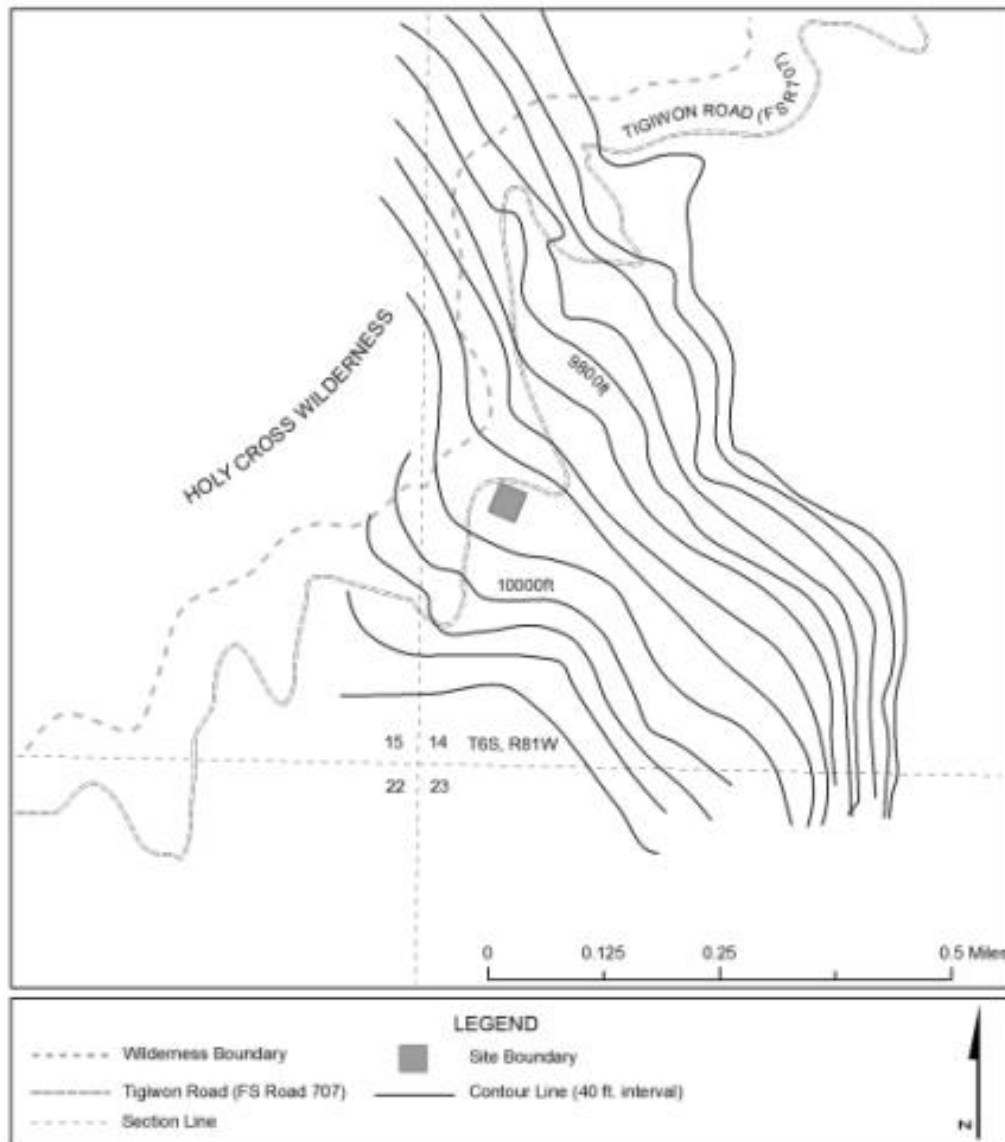 TIGIWON ROAD (FSR707)
HOLY CROSS WILDERNESS
9800ft
10000ft
15 14 T6S, R81W
22 23
0 0.125 0.25 0.5 Miles
LEGEND
Wilderness Boundary
Site Boundary
Tigiwon Road (FS Road 707)
Contour Line (40 ft. interval)
Section Line
N